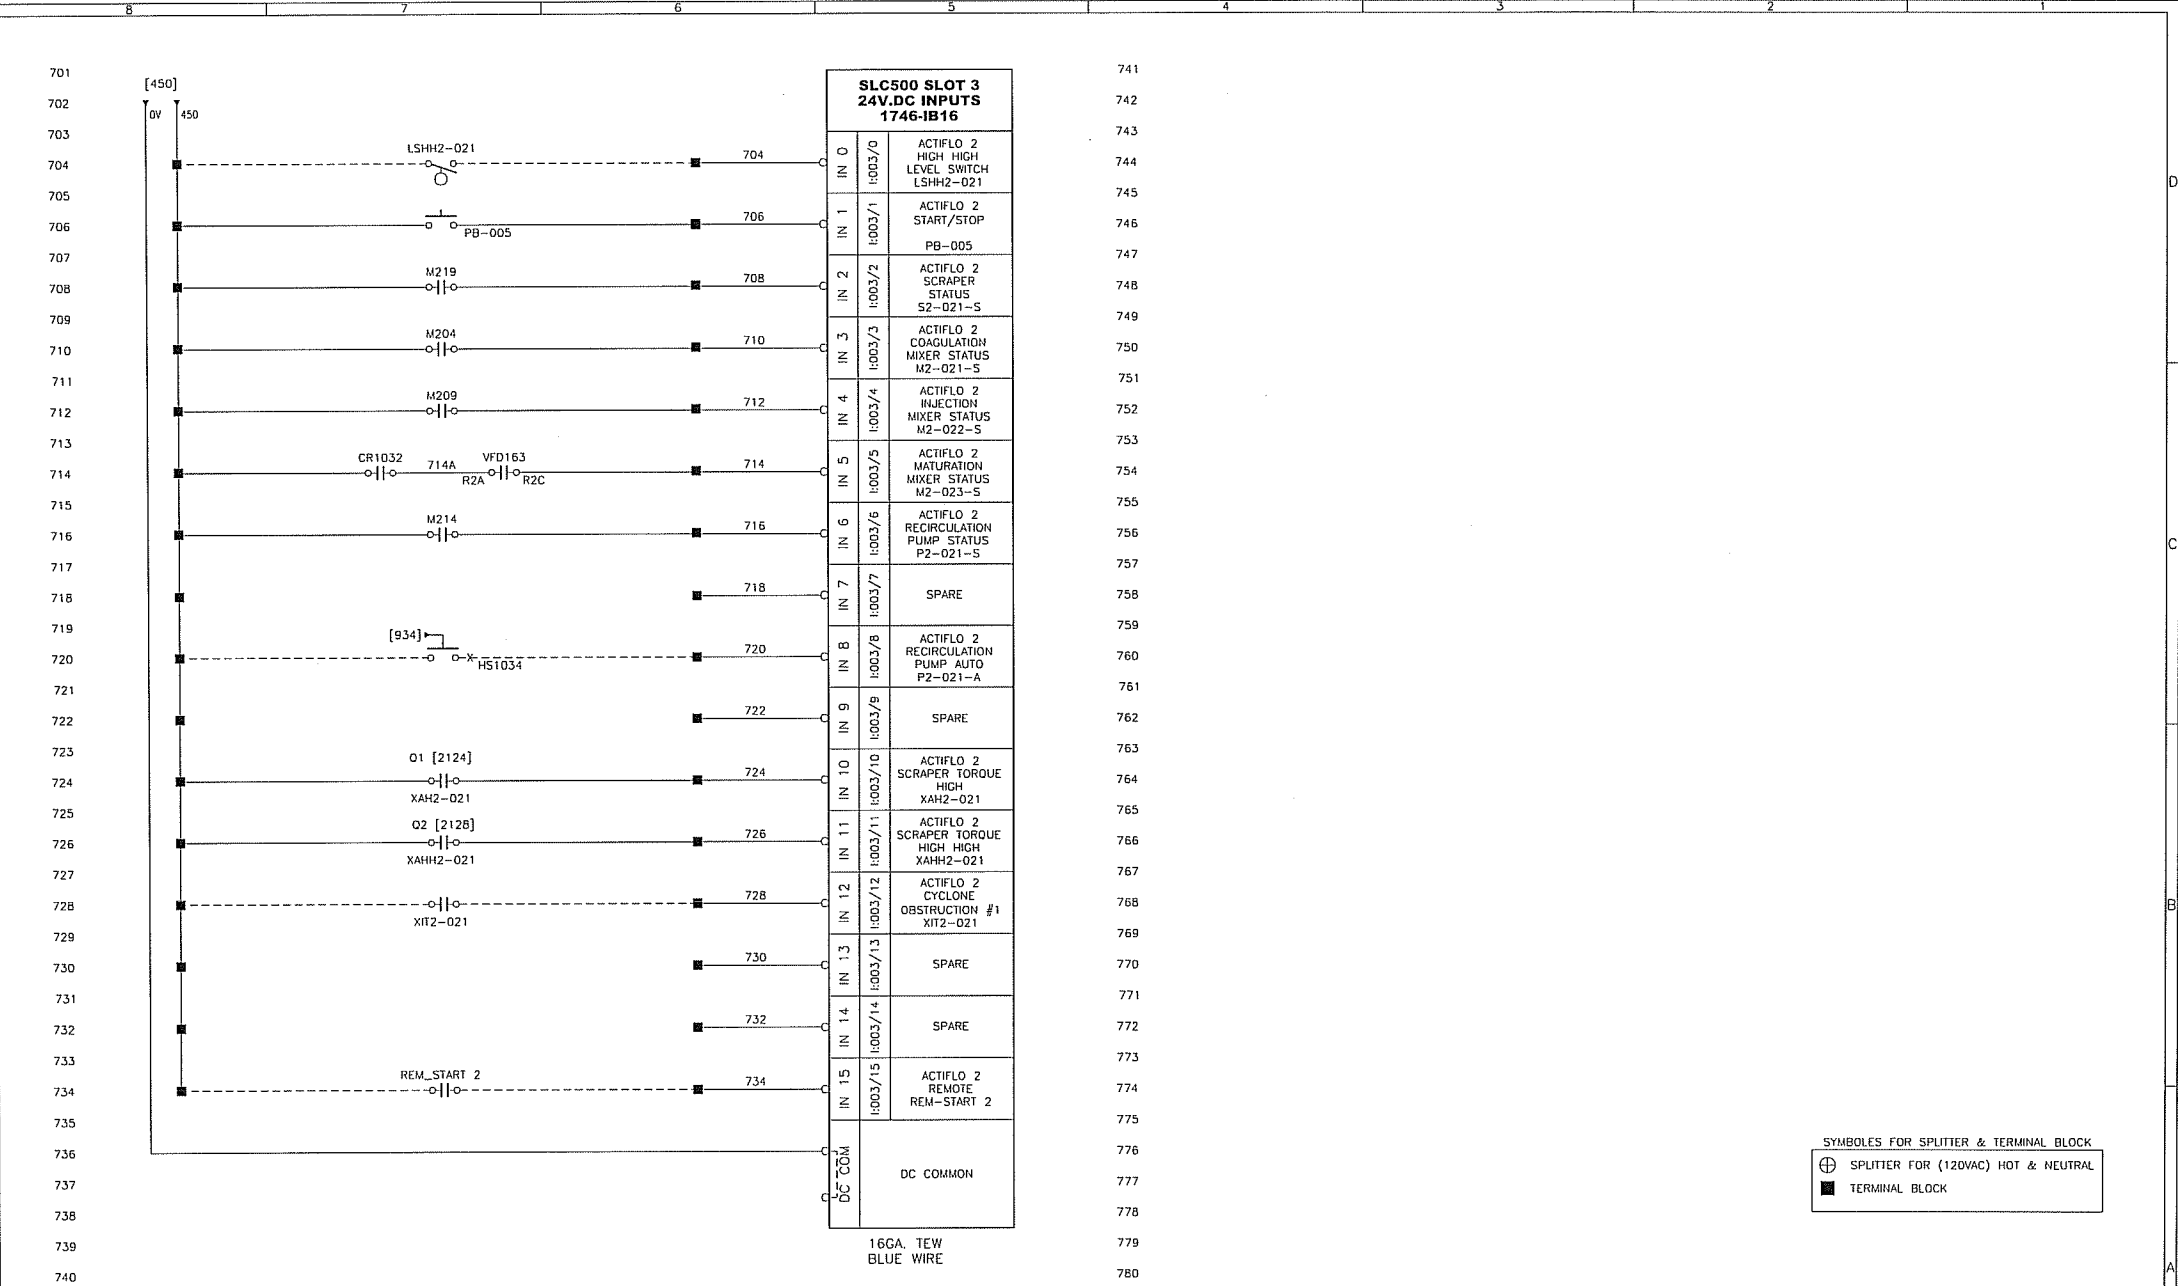 8 7 6 5 4 3 2 1
701 [450] SLC500 SLOT 3 741
702 0V 450 24V.DC INPUTS 742
1746-IB16
703 743
704 LSHH2-021 704 IN 0 I:003/0 744
ACTIFLO 2
HIGH HIGH
LEVEL SWITCH
LSHH2-021
705 745 D
706 PB-005 706 IN 1 I:003/1 746
ACTIFLO 2
START/STOP
PB-005
707 747
708 M219 708 IN 2 I:003/2 748
ACTIFLO 2
SCRAPER
STATUS
S2-021-S
709 749
710 M204 710 IN 3 I:003/3 750
ACTIFLO 2
COAGULATION
MIXER STATUS
M2-021-S
711 751
712 M209 712 IN 4 I:003/4 752
ACTIFLO 2
INJECTION
MIXER STATUS
M2-022-S
713 753
714 CR1032 714A VFD163 R2A R2C 714 IN 5 I:003/5 754
ACTIFLO 2
MATURATION
MIXER STATUS
M2-023-S
715 755
716 M214 716 IN 6 I:003/6 756
ACTIFLO 2
RECIRCULATION
PUMP STATUS
P2-021-S
C
717 757
718 718 IN 7 I:003/7 SPARE 758
719 759
720 [934] X HS1034 720 IN 8 I:003/8 760
ACTIFLO 2
RECIRCULATION
PUMP AUTO
P2-021-A
721 761
722 722 IN 9 I:003/9 SPARE 762
723 763
724 O1 [2124] XAH2-021 724 IN 10 I:003/10 764
ACTIFLO 2
SCRAPER TORQUE
HIGH
XAH2-021
725 765
726 O2 [2128] XAHH2-021 726 IN 11 I:003/11 766
ACTIFLO 2
SCRAPER TORQUE
HIGH HIGH
XAHH2-021
727 767
728 XIT2-021 728 IN 12 I:003/12 768 B
ACTIFLO 2
CYCLONE
OBSTRUCTION #1
XIT2-021
729 769
730 730 IN 13 I:003/13 SPARE 770
731 771
732 732 IN 14 I:003/14 SPARE 772
733 773
734 REM_START 2 734 IN 15 I:003/15 774
ACTIFLO 2
REMOTE
REM-START 2
735 775
736 DC COM DC COMMON 776
737 777
738 778
739 779
740 780
16GA. TEW
BLUE WIRE
SYMBOLES FOR SPLITTER & TERMINAL BLOCK
SPLITTER FOR (120VAC) HOT & NEUTRAL
TERMINAL BLOCK
A